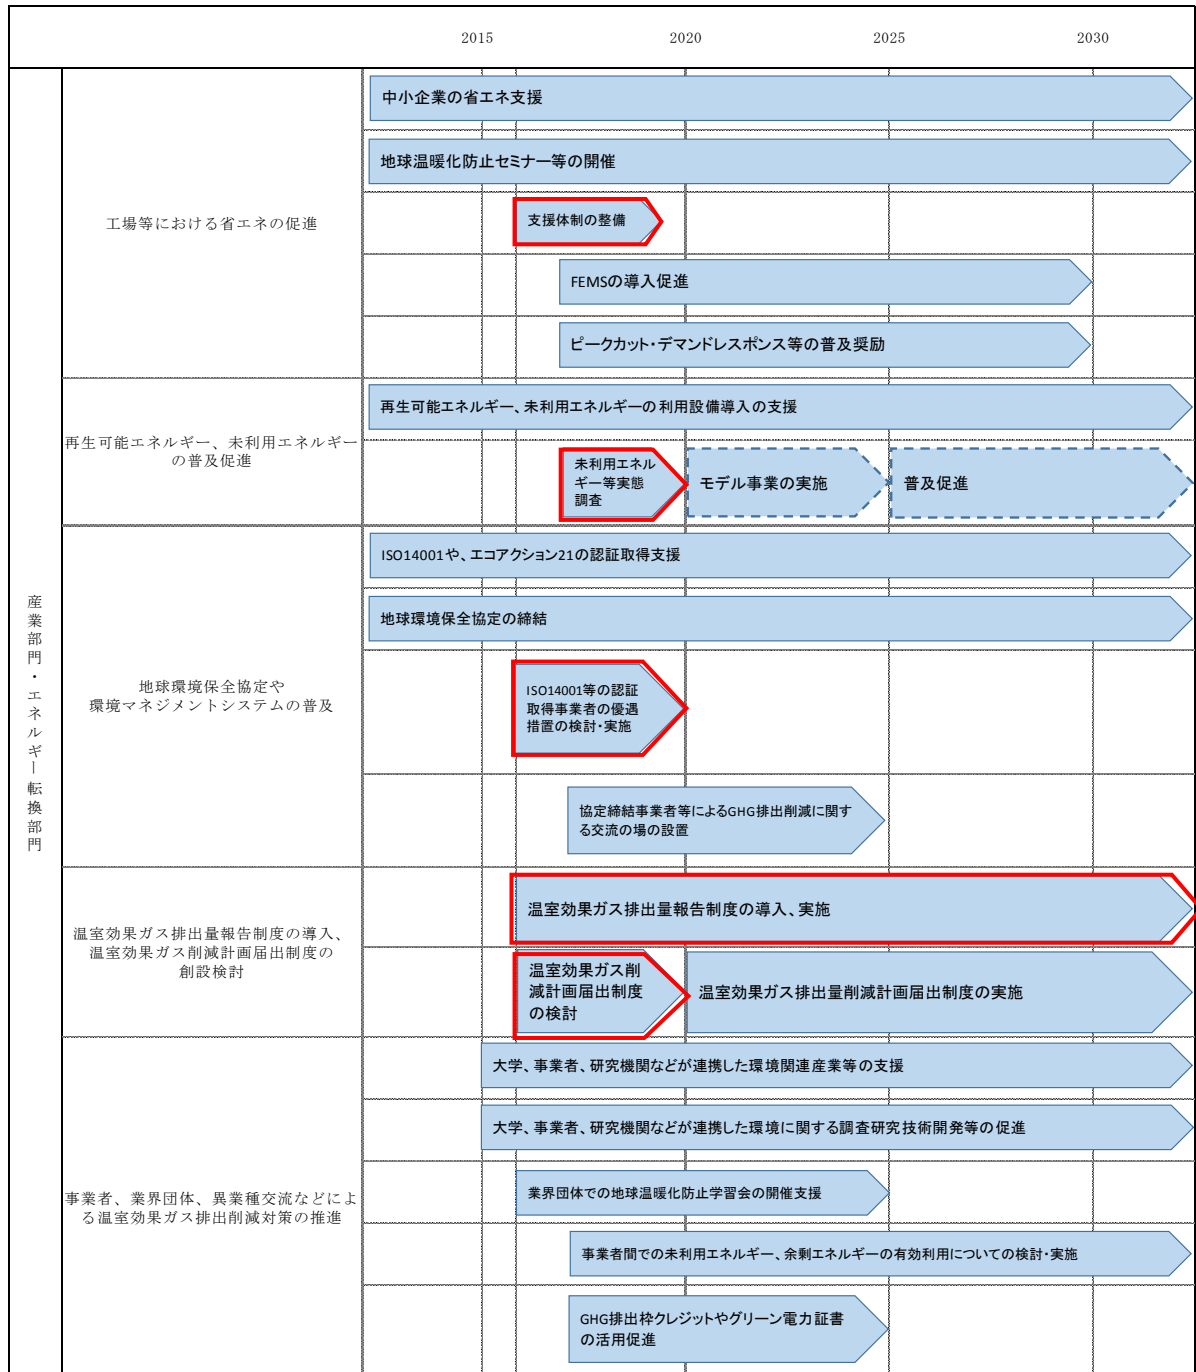 2015
2020
2025
2030
産業部門・エネルギー転換部門
工場等における省エネの促進
中小企業の省エネ支援
地球温暖化防止セミナー等の開催
支援体制の整備
FEMSの導入促進
ピークカット・デマンドレスポンス等の普及奨励
再生可能エネルギー、未利用エネルギー
の普及促進
再生可能エネルギー、未利用エネルギーの利用設備導入の支援
未利用エネル
ギー等実態
調査
モデル事業の実施
普及促進
地球環境保全協定や
環境マネジメントシステムの普及
ISO14001や、エコアクション21の認証取得支援
地球環境保全協定の締結
ISO14001等の認証
取得事業者の優遇
措置の検討・実施
協定締結事業者等によるGHG排出削減に関す
る交流の場の設置
温室効果ガス排出量報告制度の導入、
温室効果ガス削減計画届出制度の
創設検討
温室効果ガス排出量報告制度の導入、実施
温室効果ガス削
減計画届出制度
の検討
温室効果ガス排出量削減計画届出制度の実施
事業者、業界団体、異業種交流などによ
る温室効果ガス排出削減対策の推進
大学、事業者、研究機関などが連携した環境関連産業等の支援
大学、事業者、研究機関などが連携した環境に関する調査研究技術開発等の促進
業界団体での地球温暖化防止学習会の開催支援
事業者間での未利用エネルギー、余剰エネルギーの有効利用についての検討・実施
GHG排出枠クレジットやグリーン電力証書
の活用促進